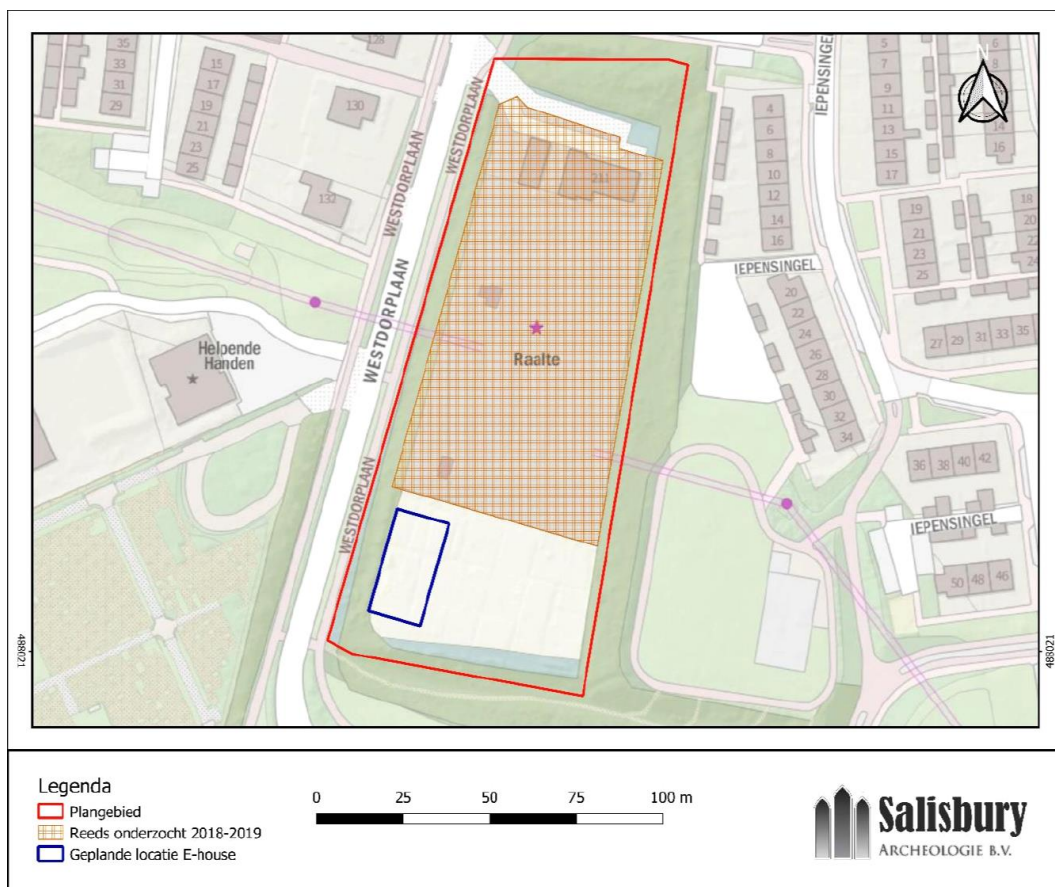 35
33
31
29
15
17
19
21
23
25
128
130
132
WESTDORPLAAN
WESTDORPLAAN
WESTDORPLAAN
WESTDORPLAAN
Helpende
Handen
211
Raalte
4
6
8
10
12
14
16
IEPENSINGEL
IEPENSINGEL
5
7
9
11
13
15
17
6
8
14
16
N
19
21
23
25
18
20
22
24
20
22
24
26
28
30
32
34
27 29 31 33 35
36 38 40 42
IEPENSINGEL
50 48 46
488021
488021
Legenda
Plangebied
Reeds onderzocht 2018-2019
Geplande locatie E-house
0 25 50 75 100 m
Salisbury
ARCHEOLOGIE B.V.